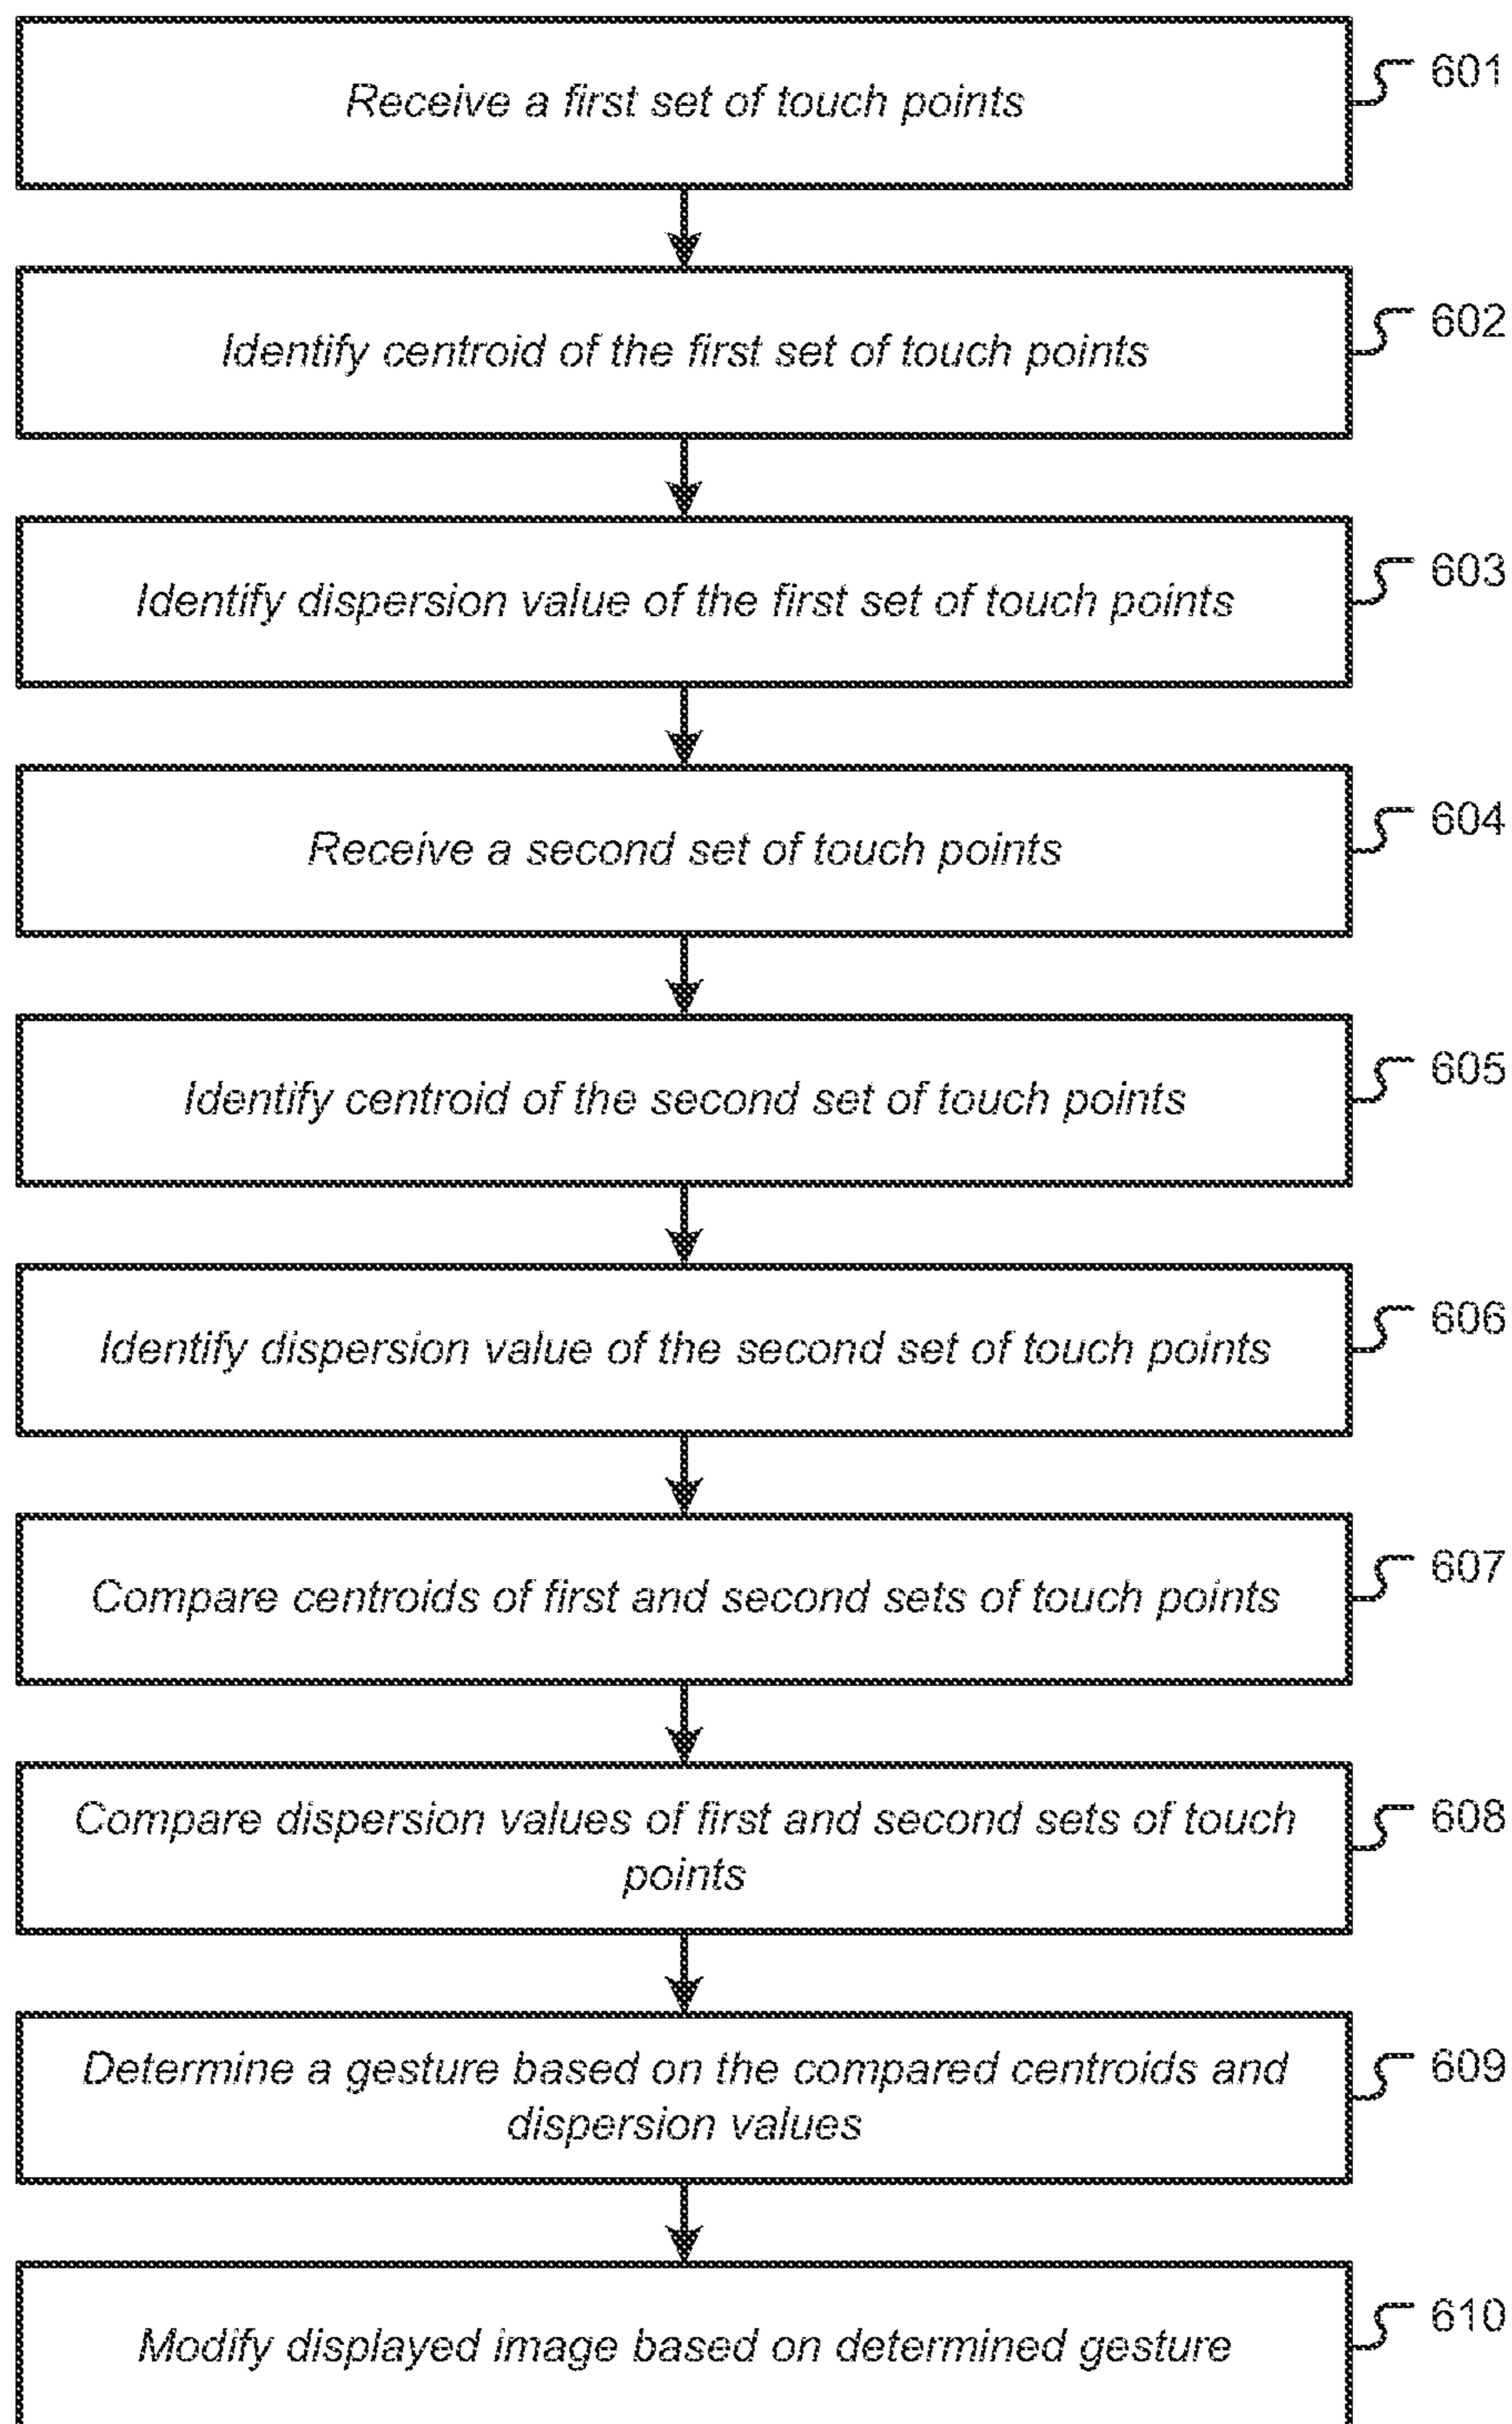 Receive a first set of touch points
601
Identify centroid of the first set of touch points
602
Identify dispersion value of the first set of touch points
603
Receive a second set of touch points
604
Identify centroid of the second set of touch points
605
Identify dispersion value of the second set of touch points
606
Compare centroids of first and second sets of touch points
607
Compare dispersion values of first and second sets of touch
points
608
Determine a gesture based on the compared centroids and
dispersion values
609
Modify displayed image based on determined gesture
610